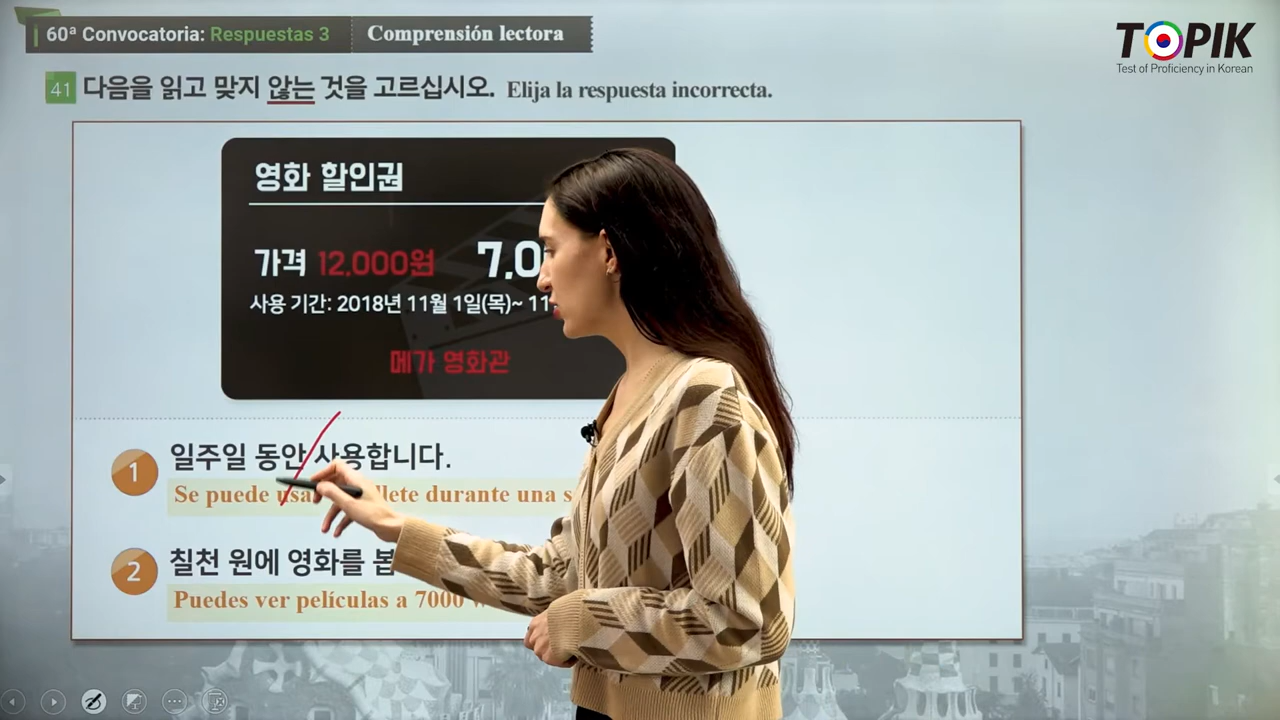 60ª Convocatoria: Respuestas 3 Comprensión lectora
TOPIK
Test of Proficiency in Korean
41 다음을 읽고 맞지 않는 것을 고르십시오. Elija la respuesta incorrecta.
영화 할인권
가격 12,000원 7,0
사용 기간: 2018년 11월 1일(목)~ 11
메가 영화관
1 일주일 동안 사용합니다.
Se puede durante una
2 칠천 원에 영화를
Puedes ver películas a 7000